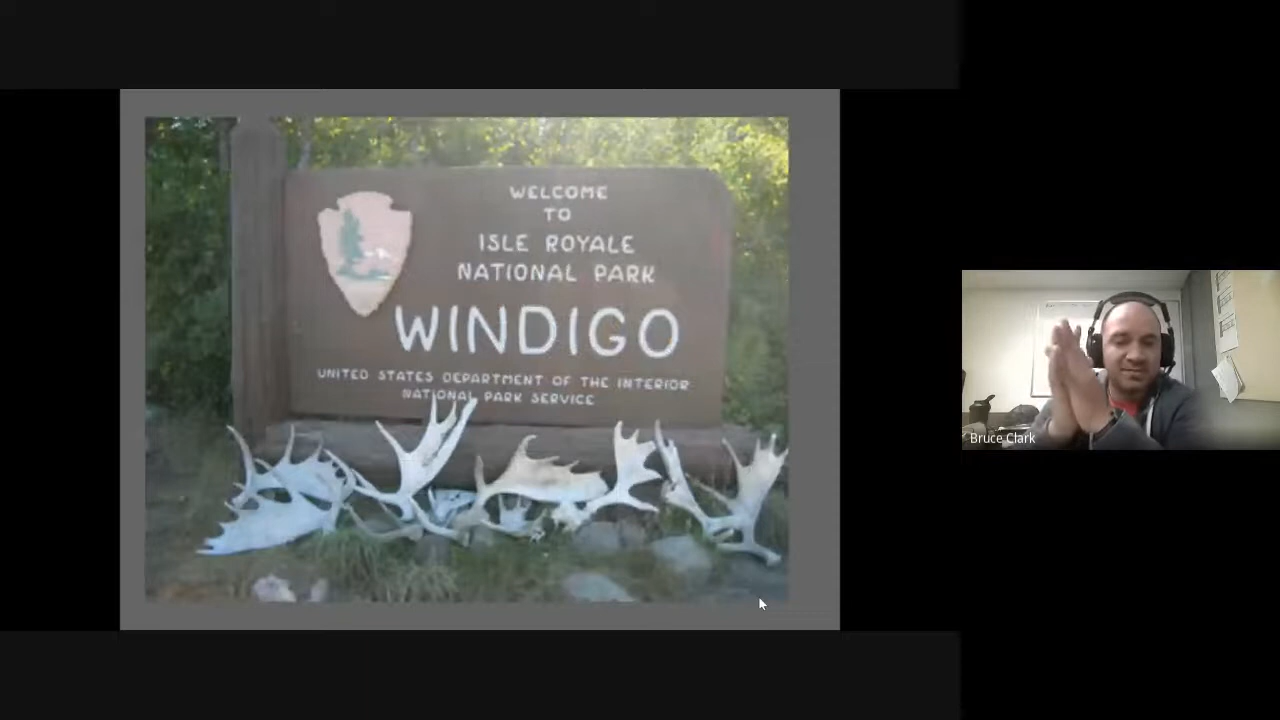 WELCOME
TO
ISLE ROYALE
NATIONAL PARK
WINDIGO
UNITED STATES DEPARTMENT OF THE INTERIOR
NATIONAL PARK SERVICE
Bruce Clark